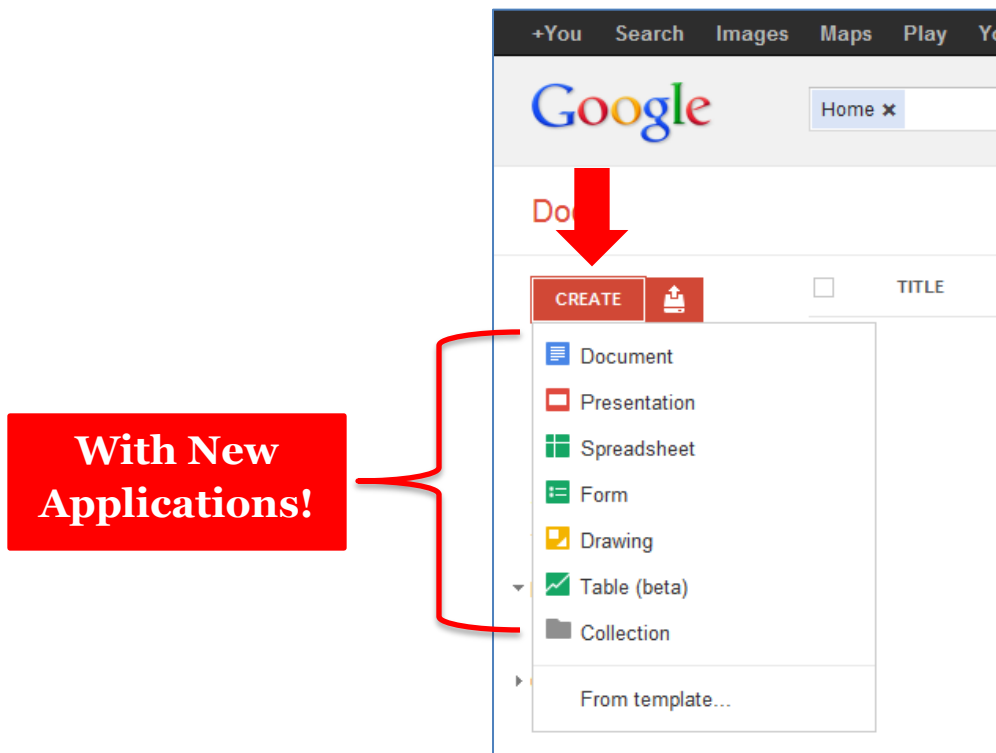 +You Search Images Maps Play
Google
Home ×
CREATE
TITLE
Document
Presentation
Spreadsheet
Form
Drawing
Table (beta)
Collection
From template...
With New
Applications!